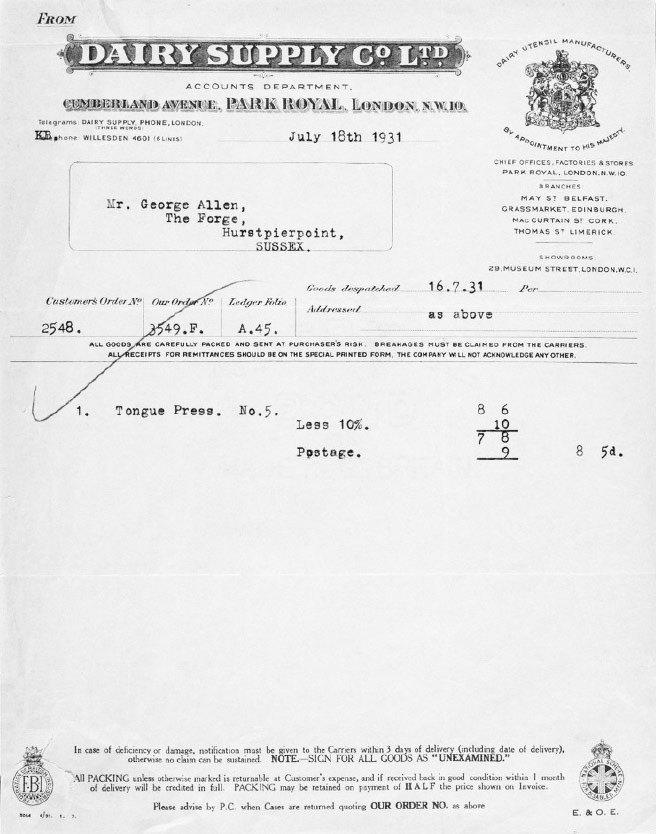 FROM
DAIRY SUPPLY CO LTD
ACCOUNTS DEPARTMENT.
CUMBERLAND AVENUE, PARK ROYAL, LONDON, N.W.10.
Telegrams. DAIRY SUPPLY, PHONE, LONDON.
(THREE WORDS)
phone: WILLESDEN 4601 (6 LINES)
July 18th 1931
DAIRY UTENSIL MANUFACTURERS
BY APPOINTMENT TO HIS MAJESTY.
CHIEF OFFICES, FACTORIES & STORES
PARK ROYAL, LONDON, N.W.10.
BRANCHES
MAY ST BELFAST.
GRASSMARKET, EDINBURGH.
MAC CURTAIN ST CORK.
THOMAS ST LIMERICK.
SHOWROOMS
29, MUSEUM STREET, LONDON, W.C.1.
Mr. George Allen,
The Forge,
Hurstpierpoint,
SUSSEX.
Goods despatched 16.7.31 Per
Customer's Order No Our Order No Ledger Folio Addressed as above
2548. 3549.F. A.45.
ALL GOODS ARE CAREFULLY PACKED AND SENT AT PURCHASER'S RISK. BREAKAGES MUST BE CLAIMED FROM THE CARRIERS.
ALL RECEIPTS FOR REMITTANCES SHOULD BE ON THE SPECIAL PRINTED FORM, THE COMPANY WILL NOT ACKNOWLEDGE ANY OTHER.
1. Tongue Press. No.5. 8 6
Less 10%. 10
7 8
Postage. 9 8 5d.
In case of deficiency or damage, notification must be given to the Carriers within 3 days of delivery (including date of delivery),
otherwise no claim can be sustained. NOTE.—SIGN FOR ALL GOODS AS "UNEXAMINED."
All PACKING unless otherwise marked is returnable at Customer's expense, and if received back in good condition within 1 month
of delivery will be credited in full. PACKING may be retained on payment of HALF the price shown on Invoice.
Please advise by P.C. when Cases are returned quoting OUR ORDER NO. as above
E. & O. E.
FBI